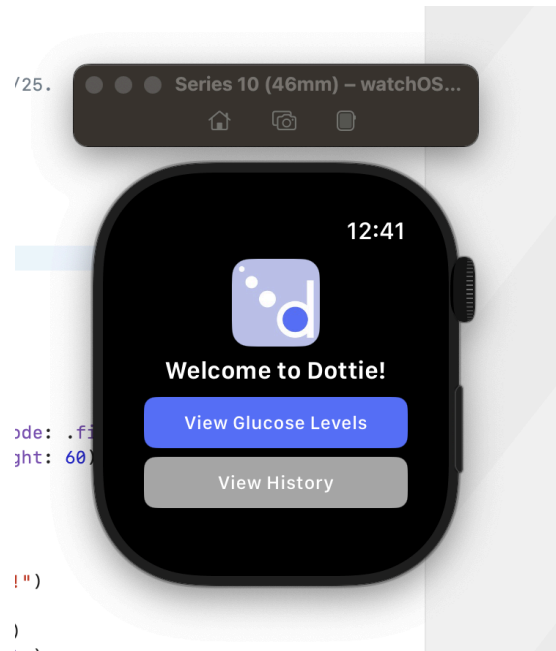 /25.
Series 10 (46mm) – watchOS...
12:41
d
Welcome to Dottie!
View Glucose Levels
ode: .fi
ght: 60)
View History
!")
)